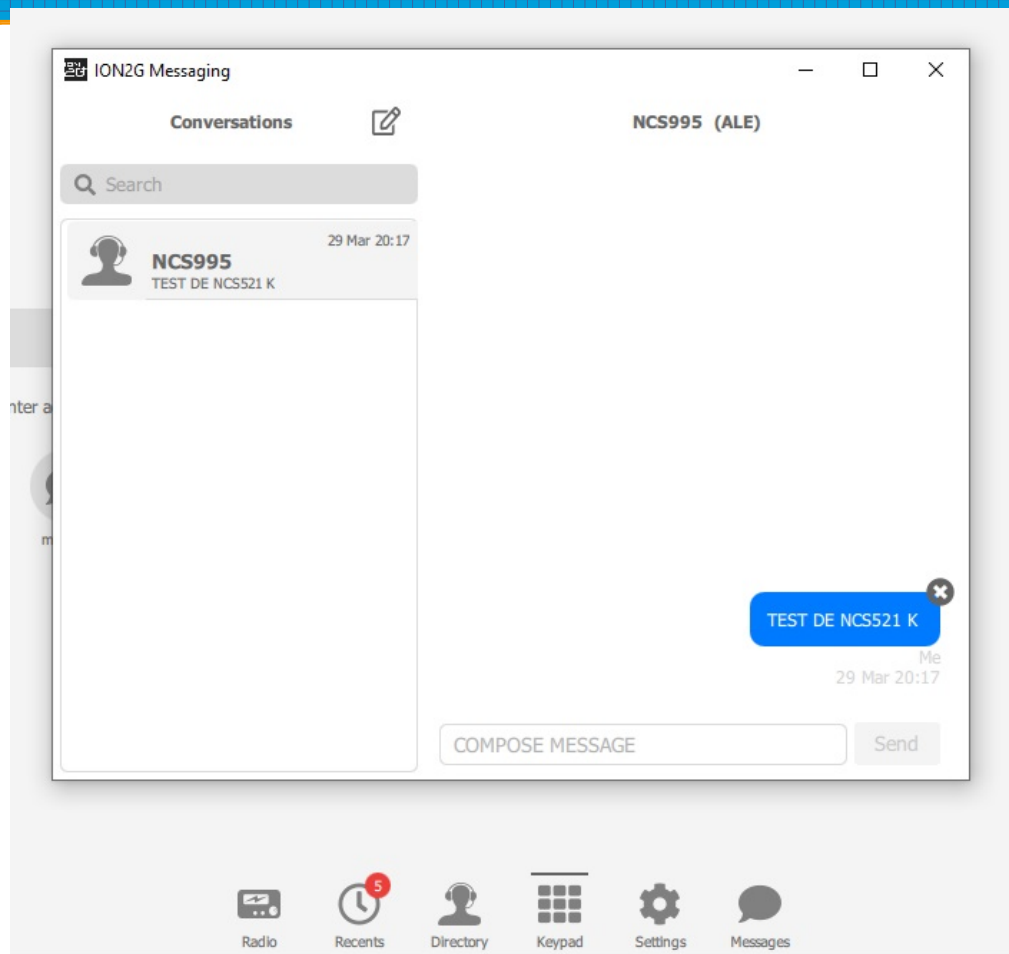 ION2G Messaging
Conversations
NCS995 (ALE)
Search
29 Mar 20:17
NCS995
TEST DE NCS521 K
TEST DE NCS521 K
Me
29 Mar 20:17
COMPOSE MESSAGE
Send
5
Radio
Recents
Directory
Keypad
Settings
Messages